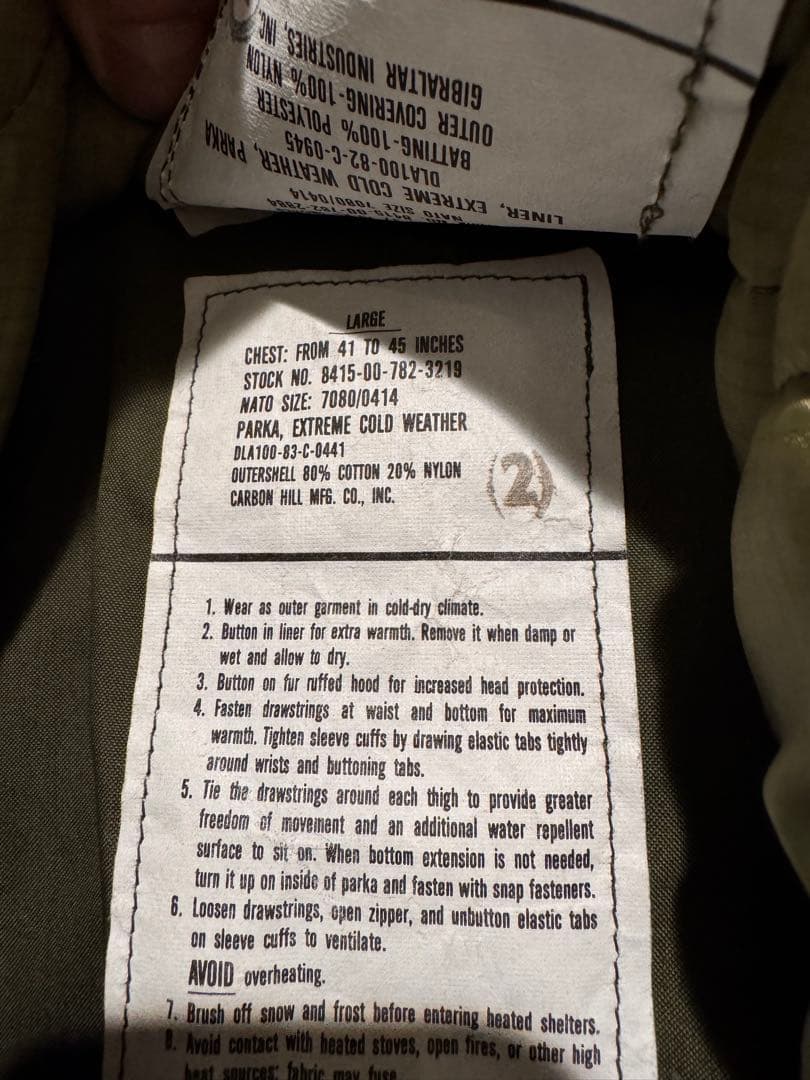 GIBRALTAR INDUSTRIES, INC.
OUTER COVERING-100% NYLON
BATTING-100% POLYESTER
DLA100-82-C-0945
LINER, EXTREME COLD WEATHER, PARKA
NATO SIZE 7080/0414
LARGE
CHEST: FROM 41 TO 45 INCHES
STOCK NO. 8415-00-782-3219
NATO SIZE: 7080/0414
PARKA, EXTREME COLD WEATHER
DLA100-83-C-0441
OUTERSHELL 80% COTTON 20% NYLON
CARBON HILL MFG. CO., INC.
(2)
1. Wear as outer garment in cold-dry climate.
2. Button in liner for extra warmth. Remove it when damp or
wet and allow to dry.
3. Button on fur ruffed hood for increased head protection.
4. Fasten drawstrings at waist and bottom for maximum
warmth. Tighten sleeve cuffs by drawing elastic tabs tightly
around wrists and buttoning tabs.
5. Tie the drawstrings around each thigh to provide greater
freedom of movement and an additional water repellent
surface to sit on. When bottom extension is not needed,
turn it up on inside of parka and fasten with snap fasteners.
6. Loosen drawstrings, open zipper, and unbutton elastic tabs
on sleeve cuffs to ventilate.
AVOID overheating.
7. Brush off snow and frost before entering heated shelters.
8. Avoid contact with heated stoves, open fires, or other high
heat sources; fabric may fuse